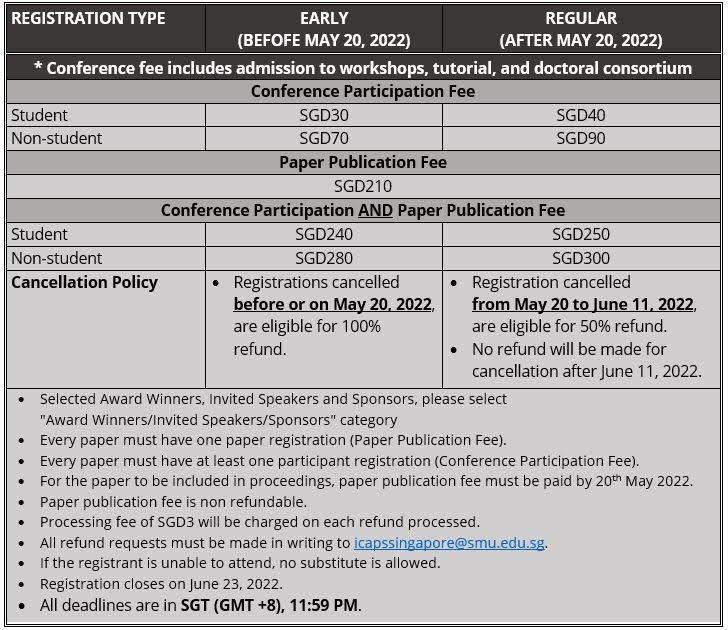 REGISTRATION TYPE
EARLY
(BEFOFE MAY 20, 2022)
REGULAR
(AFTER MAY 20, 2022)
* Conference fee includes admission to workshops, tutorial, and doctoral consortium
Conference Participation Fee
Student SGD30 SGD40
Non-student SGD70 SGD90
Paper Publication Fee
SGD210
Conference Participation AND Paper Publication Fee
Student SGD240 SGD250
Non-student SGD280 SGD300
Cancellation Policy
• Registrations cancelled
before or on May 20, 2022,
are eligible for 100%
refund.
• Registration cancelled
from May 20 to June 11, 2022,
are eligible for 50% refund.
• No refund will be made for
cancellation after June 11, 2022.
• Selected Award Winners, Invited Speakers and Sponsors, please select
"Award Winners/Invited Speakers/Sponsors" category
• Every paper must have one paper registration (Paper Publication Fee).
• Every paper must have at least one participant registration (Conference Participation Fee).
• For the paper to be included in proceedings, paper publication fee must be paid by 20th May 2022.
• Paper publication fee is non refundable.
• Processing fee of SGD3 will be charged on each refund processed.
• All refund requests must be made in writing to icapssingapore@smu.edu.sg.
• If the registrant is unable to attend, no substitute is allowed.
• Registration closes on June 23, 2022.
• All deadlines are in SGT (GMT +8), 11:59 PM.